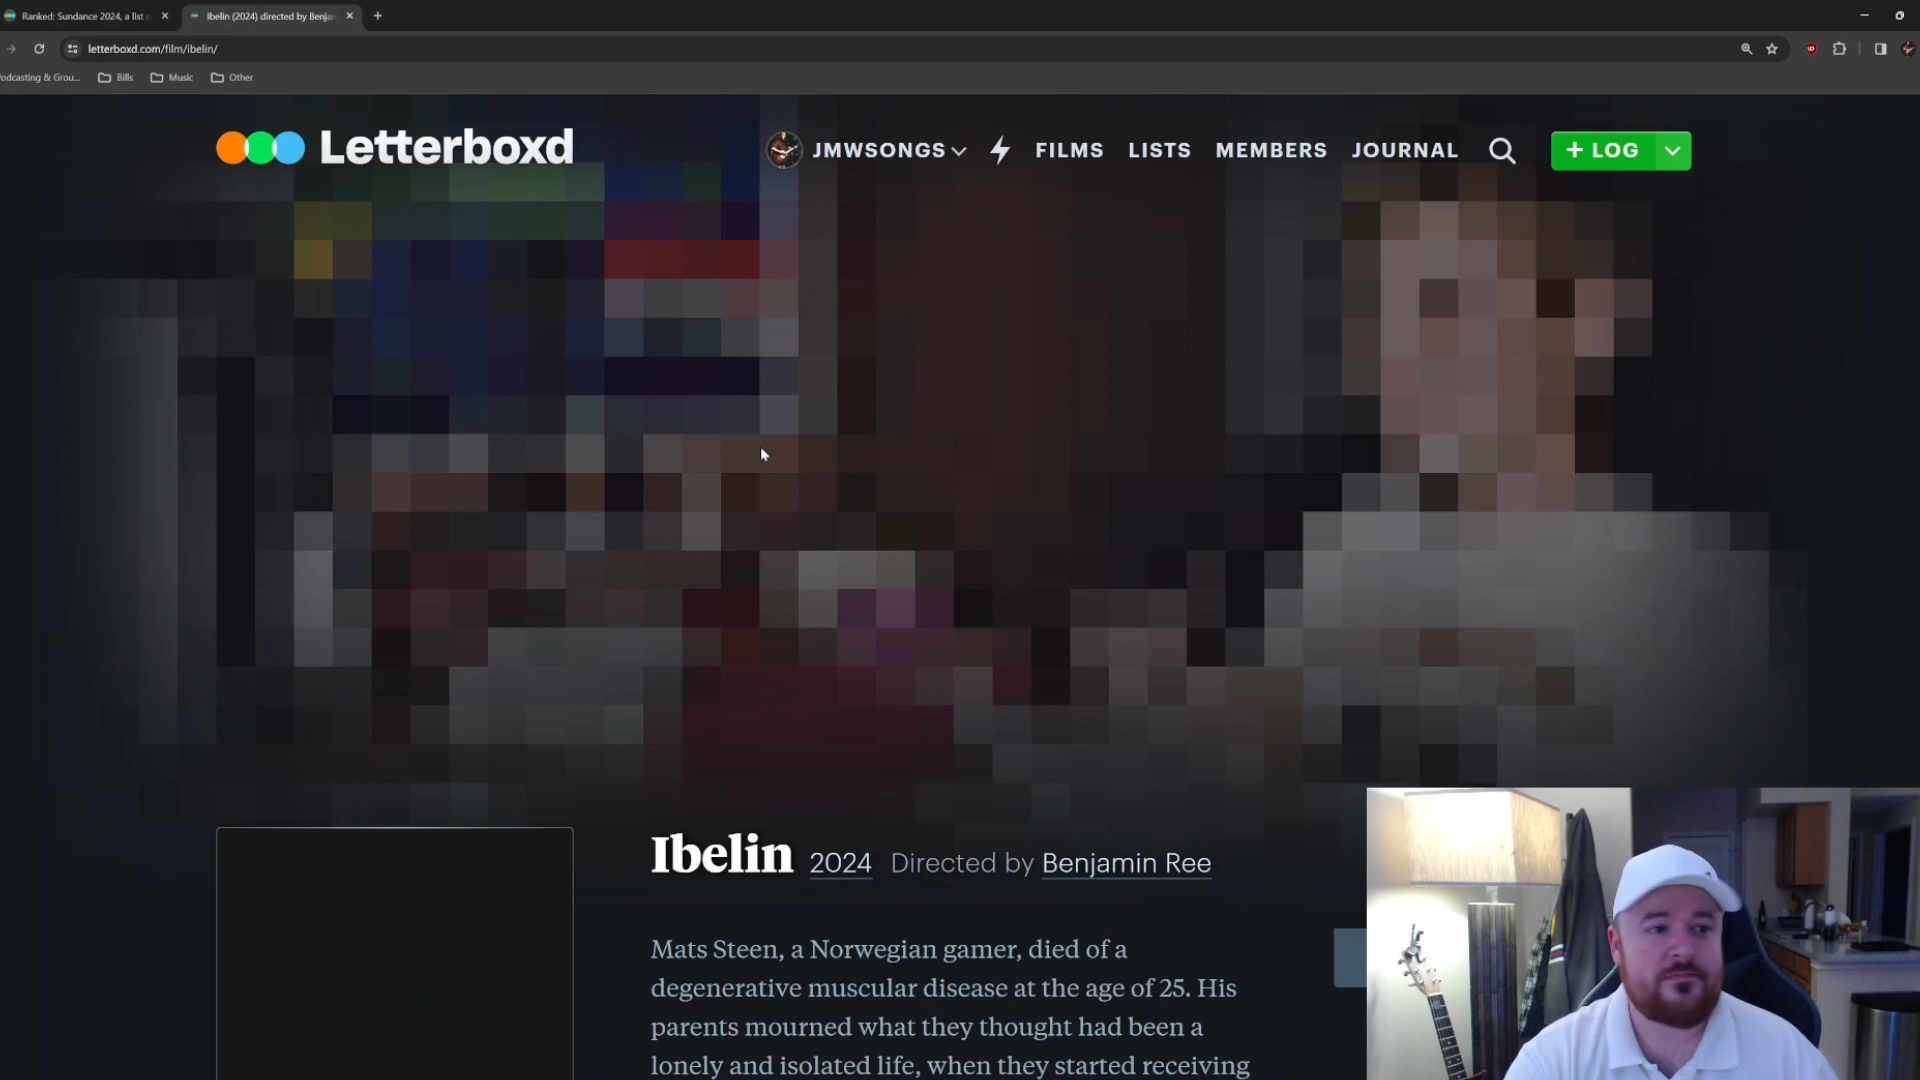 Ranked: Sundance 2024, a list o
Ibelin (2024) directed by Benja
letterboxd.com/film/ibelin/
odcasting & Grou...
Bills
Music
Other
Letterboxd
JMWSONGS
FILMS
LISTS
MEMBERS
JOURNAL
+ LOG
Ibelin 2024 Directed by Benjamin Ree
Mats Steen, a Norwegian gamer, died of a
degenerative muscular disease at the age of 25. His
parents mourned what they thought had been a
lonely and isolated life, when they started receiving